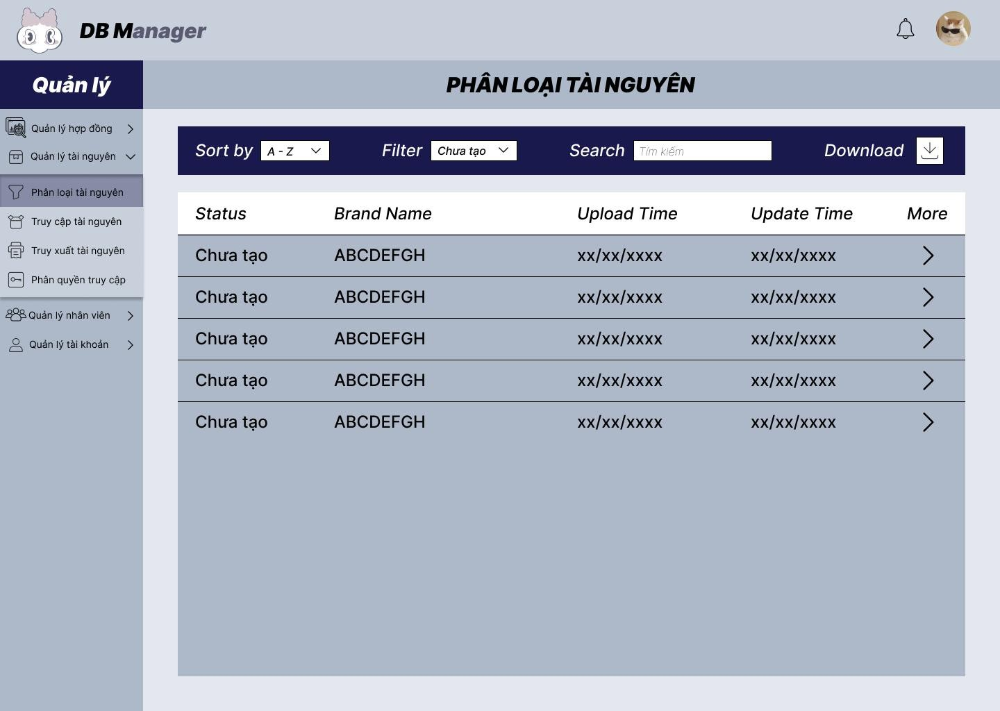 DB Manager
Quản lý
PHÂN LOẠI TÀI NGUYÊN
Quản lý hợp đồng
Quản lý tài nguyên
Phân loại tài nguyên
Truy cập tài nguyên
Truy xuất tài nguyên
Phân quyền truy cập
Quản lý nhân viên
Quản lý tài khoản
Sort by A - Z Filter Chưa tạo Search Tím kiếm Download
Status Brand Name Upload Time Update Time More
Chưa tạo ABCDEFGH xx/xx/xxxx xx/xx/xxxx
Chưa tạo ABCDEFGH xx/xx/xxxx xx/xx/xxxx
Chưa tạo ABCDEFGH xx/xx/xxxx xx/xx/xxxx
Chưa tạo ABCDEFGH xx/xx/xxxx xx/xx/xxxx
Chưa tạo ABCDEFGH xx/xx/xxxx xx/xx/xxxx